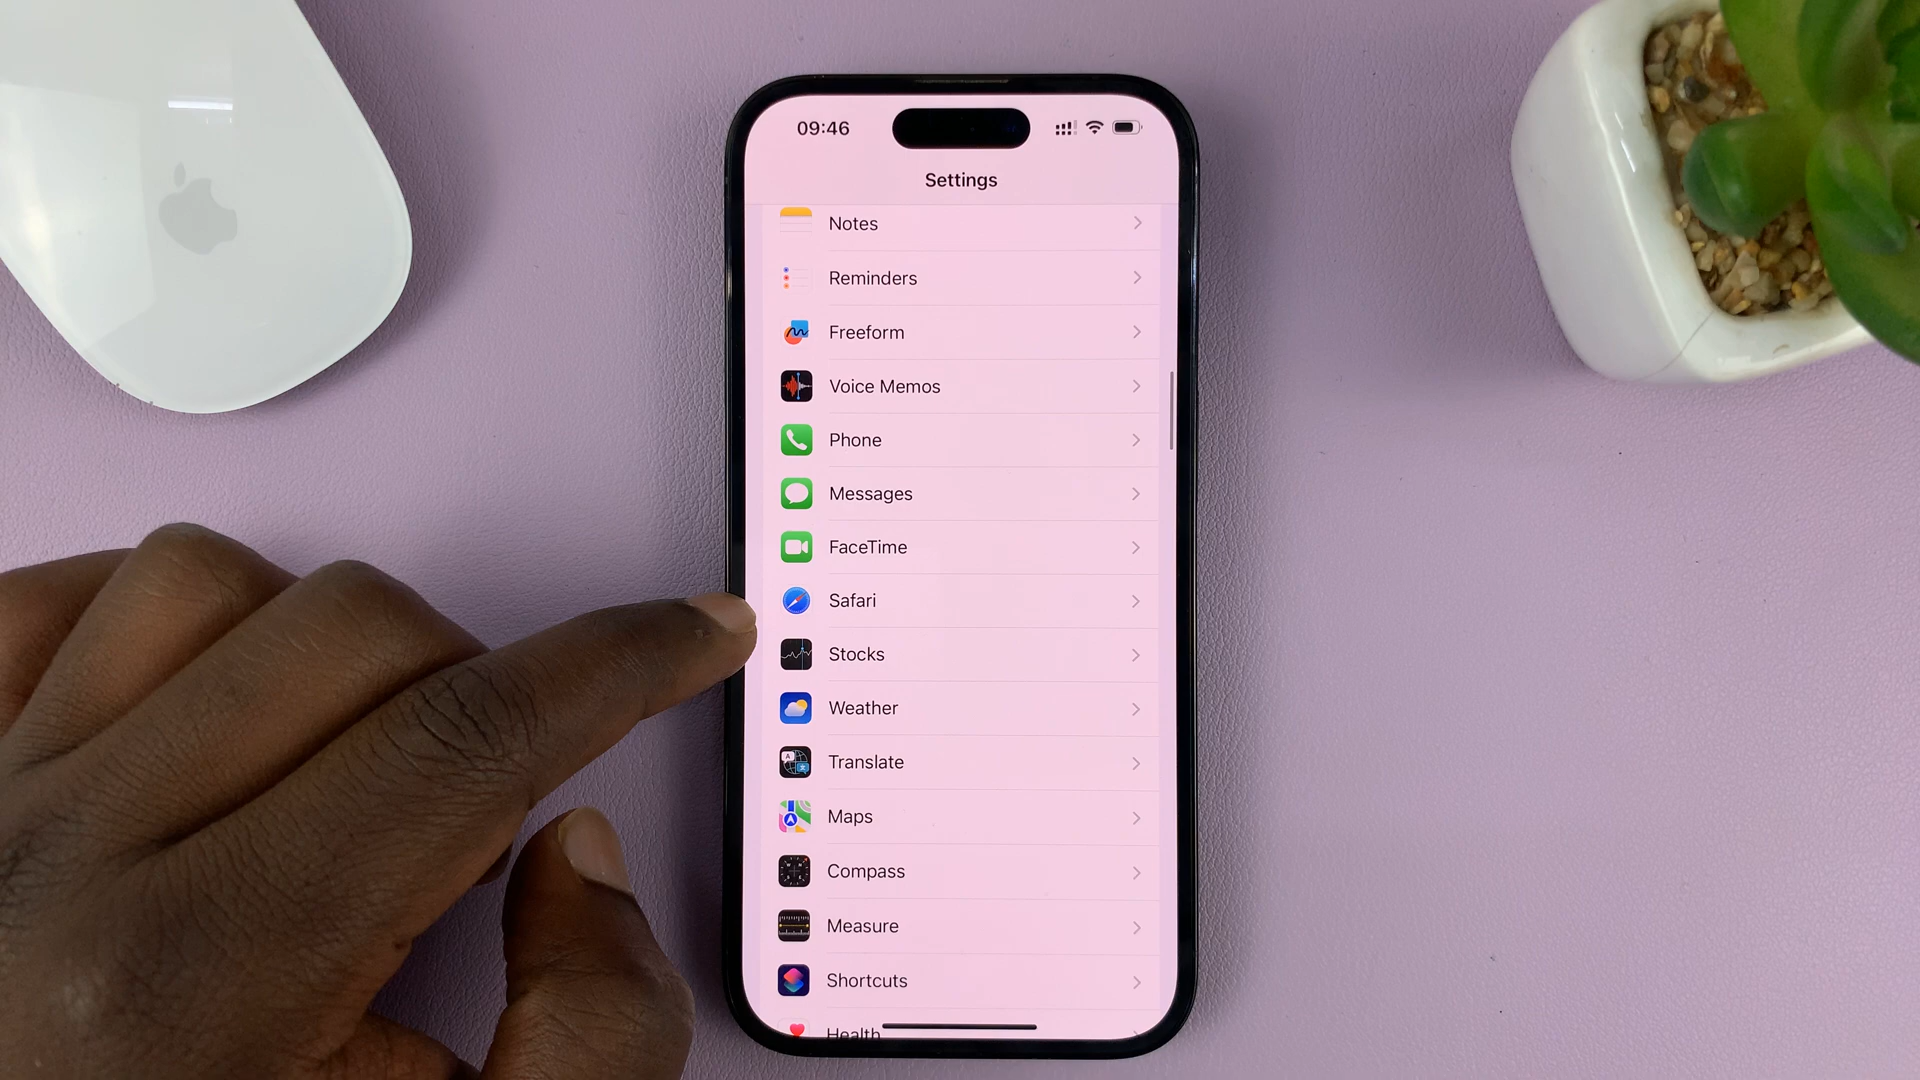 09:46
Settings
Notes
Reminders
Freeform
Voice Memos
Phone
Messages
FaceTime
Safari
Stocks
Weather
Translate
Maps
Compass
Measure
Shortcuts
Health